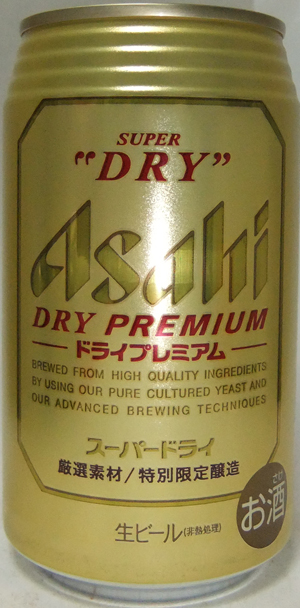 SUPER
"DRY"
Asahi
DRY PREMIUM
ドライプレミアム
BREWED FROM HIGH QUALITY INGREDIENTS
BY USING OUR PURE CULTURED YEAST AND
OUR ADVANCED BREWING TECHNIQUES
スーパードライ
厳選素材/特別限定醸造
生ビール(非熱処理)
お酒